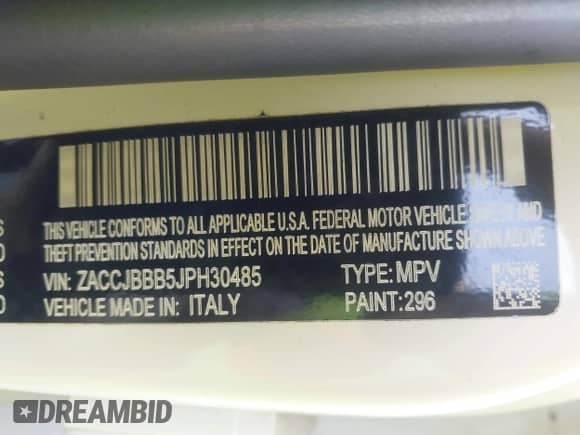 THIS VEHICLE CONFORMS TO ALL APPLICABLE U.S.A. FEDERAL MOTOR VEHICLE SAFETY AND
S
THEFT PREVENTION STANDARDS IN EFFECT ON THE DATE OF MANUFACTURE SHOWN ABOVE.
D
VIN: ZACCJBBB5JPH30485 TYPE: MPV
S
VEHICLE MADE IN: ITALY PAINT: 296
D
DREAMBID